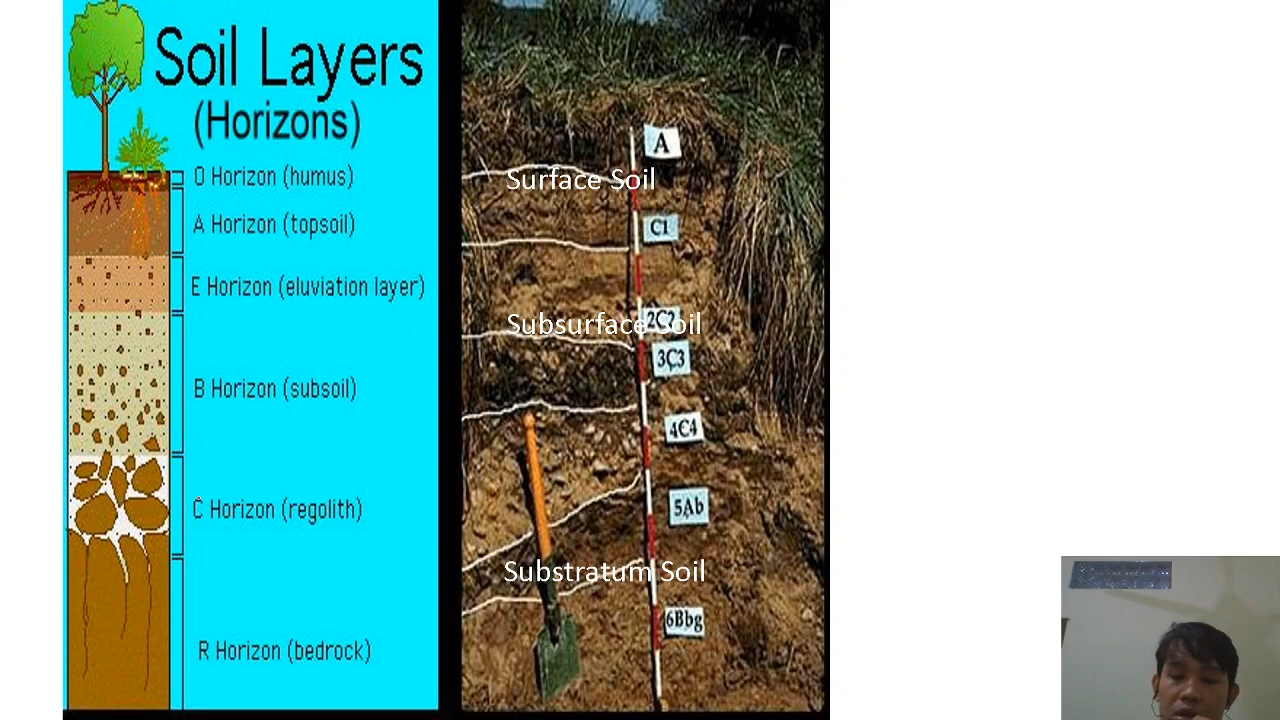 Soil Layers
(Horizons)
O Horizon (humus)
A Horizon (topsoil)
E Horizon (eluviation layer)
B Horizon (subsoil)
C Horizon (regolith)
R Horizon (bedrock)
A
Surface Soil
C1
2C2
Subsurface Soil
3C3
4C4
5Ab
Substratum Soil
6Bbg